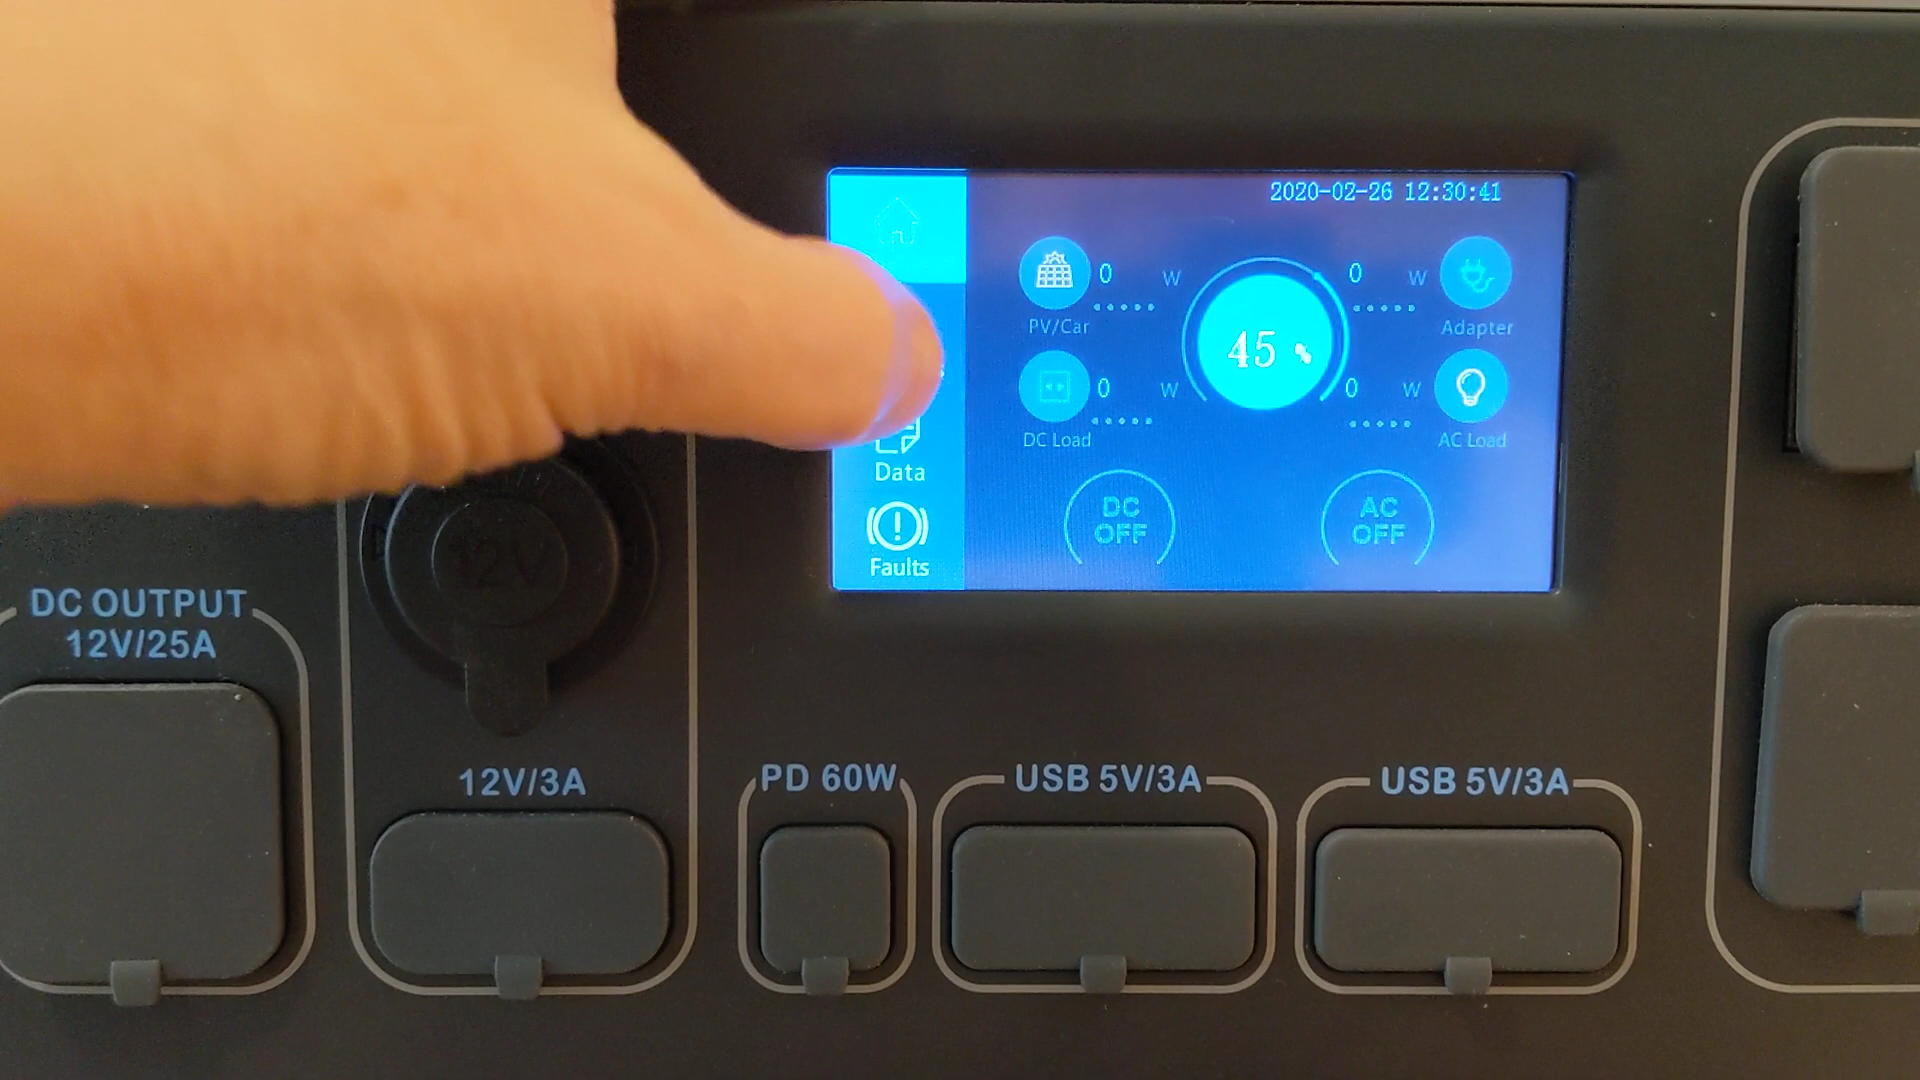 2020-02-26 12:30:41
0 W
0 W
PV/Car
Adapter
45 %
0 W
0 W
DC Load
AC Load
Data
DC
OFF
AC
OFF
Faults
12V
DC OUTPUT
12V/25A
12V/3A
PD 60W
USB 5V/3A
USB 5V/3A